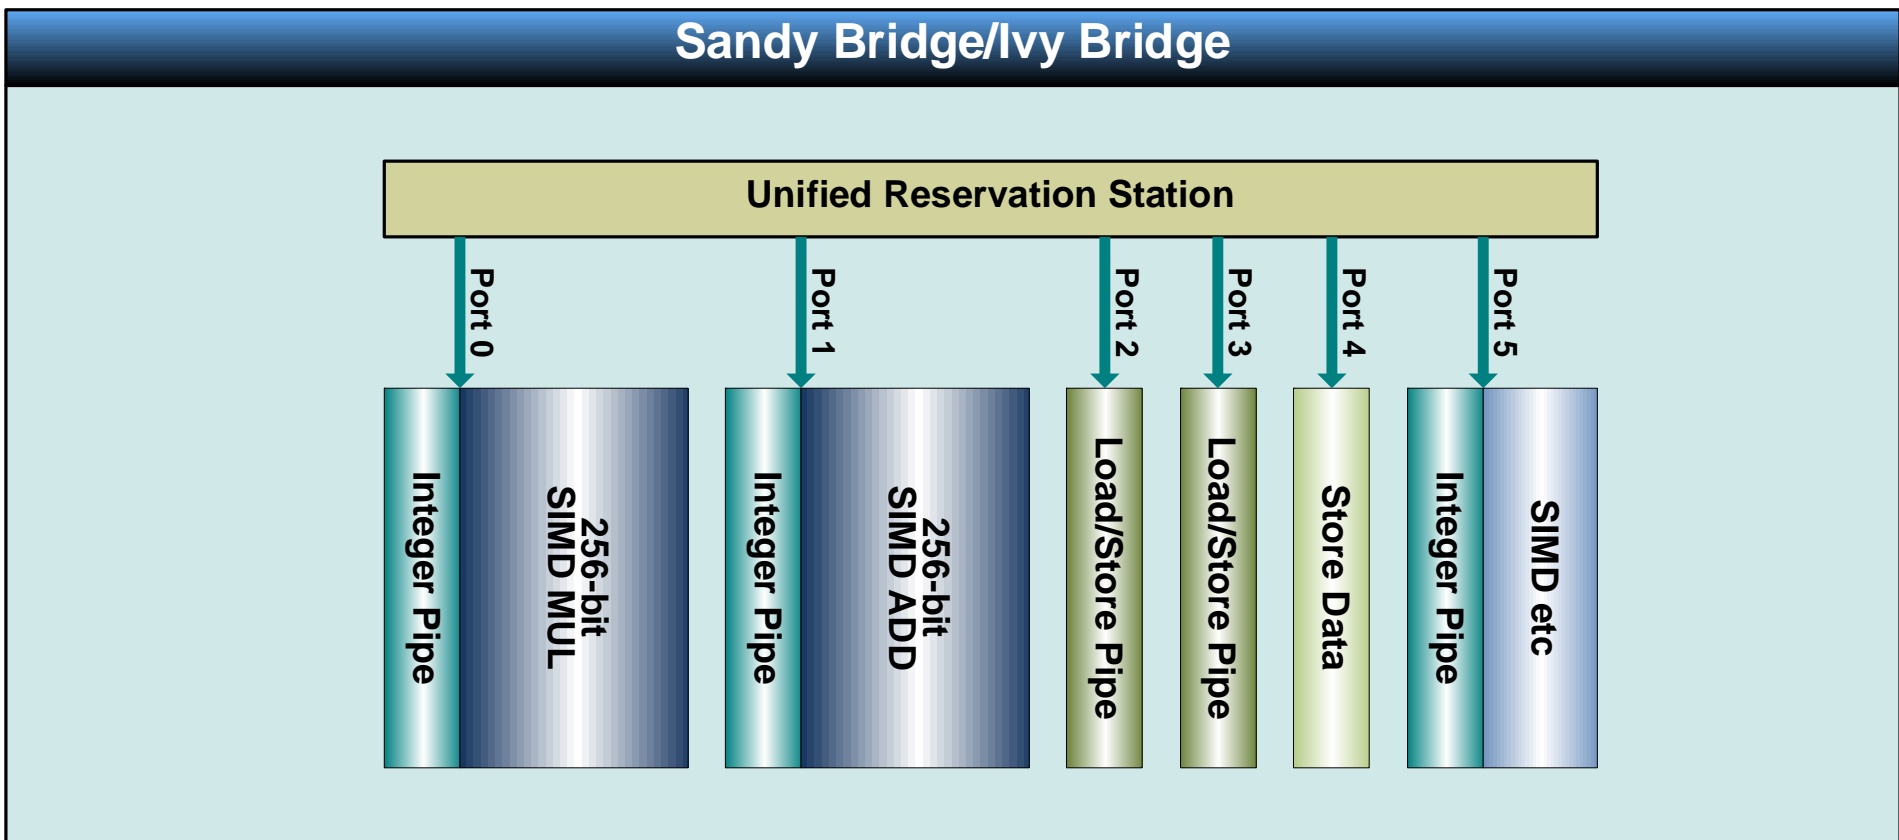 Sandy Bridge/Ivy Bridge
Unified Reservation Station
Port 0
Port 1
Port 2
Port 3
Port 4
Port 5
Integer Pipe
256-bit
SIMD MUL
Integer Pipe
256-bit
SIMD ADD
Load/Store Pipe
Load/Store Pipe
Store Data
Integer Pipe
SIMD etc